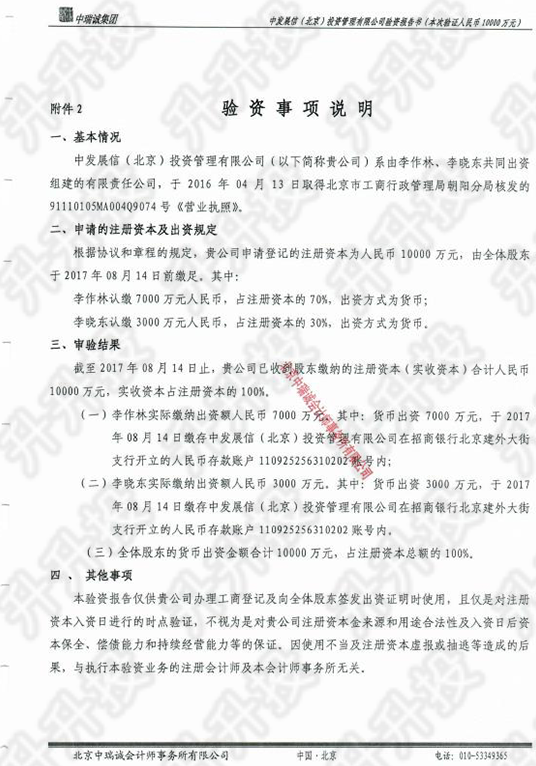 中瑞诚集团
中发展信（北京）投资管理有限公司验资报告书（本次验证人民币10000万元）
附件2
验资事项说明
一、基本情况
中发展信（北京）投资管理有限公司（以下简称贵公司）系由李作林、李晓东共同出资
组建的有限责任公司，于 2016 年 04 月 13 日取得北京市工商行政管理局朝阳分局核发的
91110105MA004Q9074 号《营业执照》。
二、申请的注册资本及出资规定
根据协议和章程的规定，贵公司申请登记的注册资本为人民币 10000 万元，由全体股东
于 2017 年 08 月 14 日前缴足。其中：
李作林认缴 7000 万元人民币，占注册资本的 70%，出资方式为货币；
李晓东认缴 3000 万元人民币，占注册资本的 30%，出资方式为货币。
三、审验结果
截至 2017 年 08 月 14 日止，贵公司已收到股东缴纳的注册资本（实收资本）合计人民币
10000 万元，实收资本占注册资本的 100%。
（一）李作林实际缴纳出资额人民币 7000 万元。其中：货币出资 7000 万元，于 2017
年 08 月 14 日缴存中发展信（北京）投资管理有限公司在招商银行北京建外大街
支行开立的人民币存款账户 110925256310202 账号内；
（二）李晓东实际缴纳出资额人民币 3000 万元。其中：货币出资 3000 万元，于 2017
年 08 月 14 日缴存中发展信（北京）投资管理有限公司在招商银行北京建外大街
支行开立的人民币存款账户 110925256310202 账号内。
（三）全体股东的货币出资金额合计 10000 万元，占注册资本总额的 100%。
四 、 其他事项
本验资报告仅供贵公司办理工商登记及向全体股东签发出资证明时使用，且仅是对注册
资本入资日进行的时点验证，不视为是对贵公司注册资本金来源和用途合法性及入资日后资
本保全、偿债能力和持续经营能力等的保证。因使用不当及注册资本虚报或抽逃等造成的后
果，与执行本验资业务的注册会计师及本会计师事务所无关。
北京中瑞诚会计师事务所有限公司
北京中瑞诚会计师事务所有限公司
中国·北京
电话：010-53349365